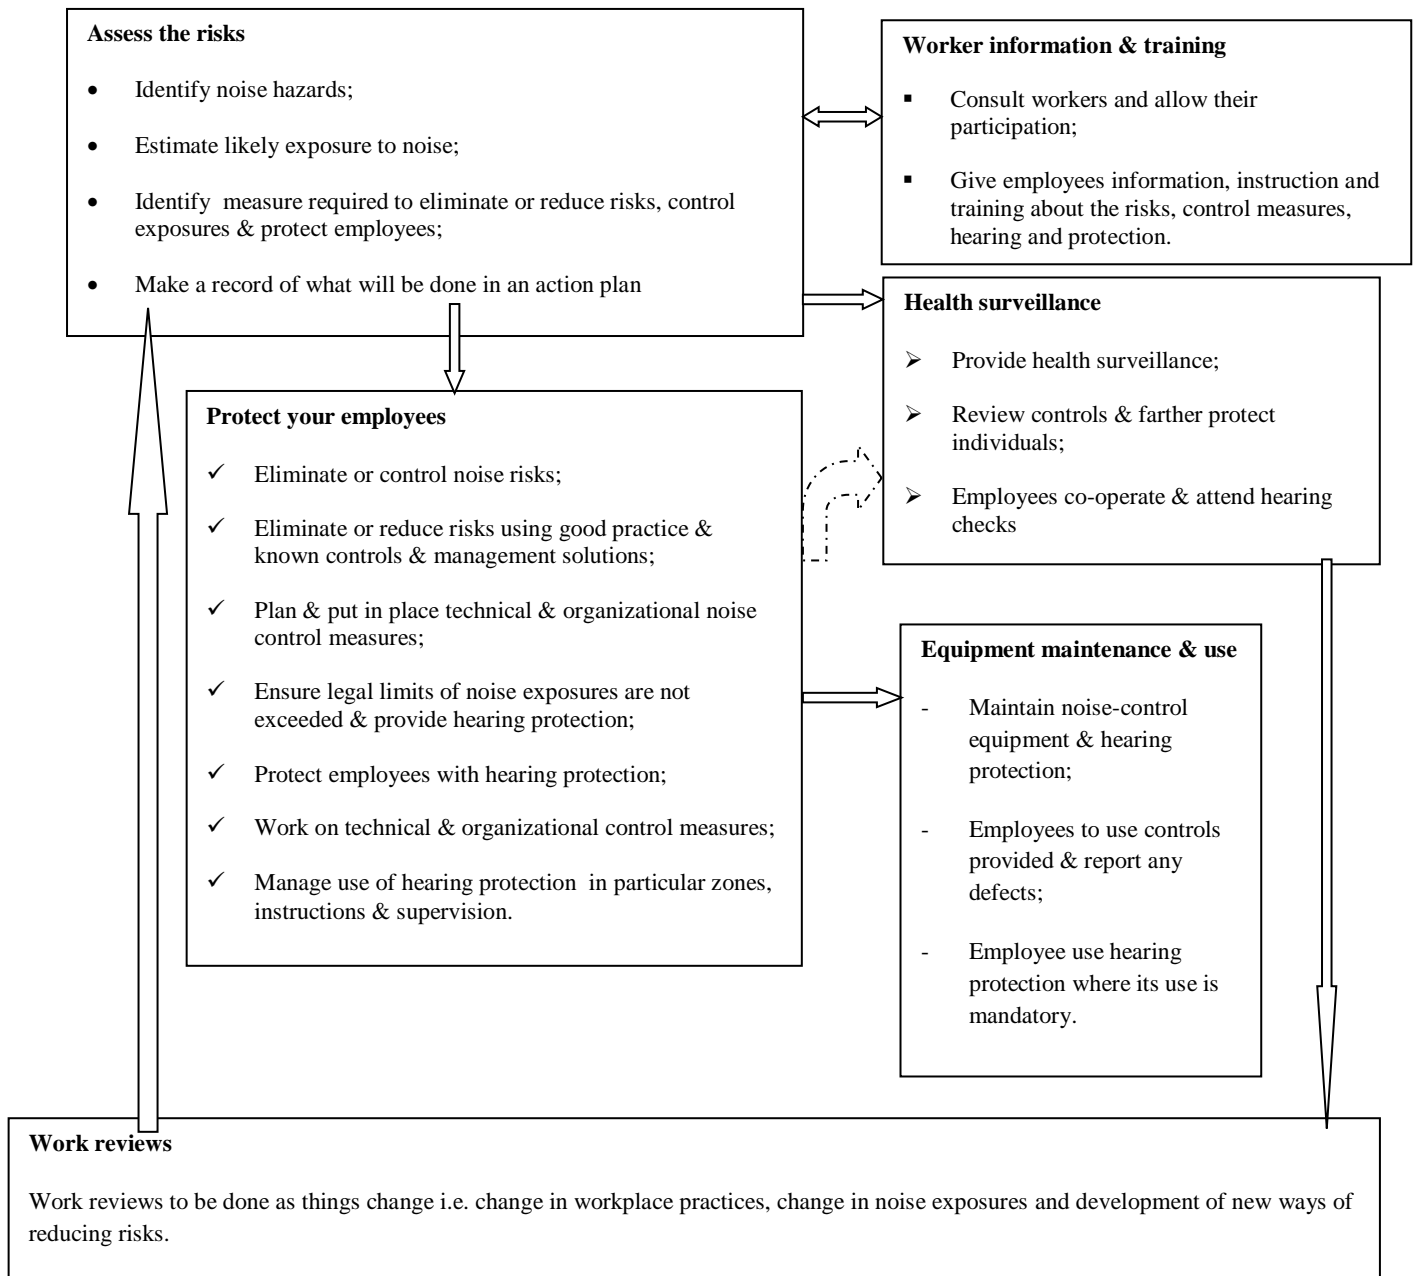 Assess the risks
• Identify noise hazards;
• Estimate likely exposure to noise;
• Identify measure required to eliminate or reduce risks, control
exposures & protect employees;
• Make a record of what will be done in an action plan
Worker information & training
▪ Consult workers and allow their
participation;
▪ Give employees information, instruction and
training about the risks, control measures,
hearing and protection.
Health surveillance
➢ Provide health surveillance;
➢ Review controls & farther protect
individuals;
➢ Employees co-operate & attend hearing
checks
Protect your employees
✓ Eliminate or control noise risks;
✓ Eliminate or reduce risks using good practice &
known controls & management solutions;
✓ Plan & put in place technical & organizational noise
control measures;
✓ Ensure legal limits of noise exposures are not
exceeded & provide hearing protection;
✓ Protect employees with hearing protection;
✓ Work on technical & organizational control measures;
✓ Manage use of hearing protection in particular zones,
instructions & supervision.
Equipment maintenance & use
- Maintain noise-control
equipment & hearing
protection;
- Employees to use controls
provided & report any
defects;
- Employee use hearing
protection where its use is
mandatory.
Work reviews
Work reviews to be done as things change i.e. change in workplace practices, change in noise exposures and development of new ways of
reducing risks.